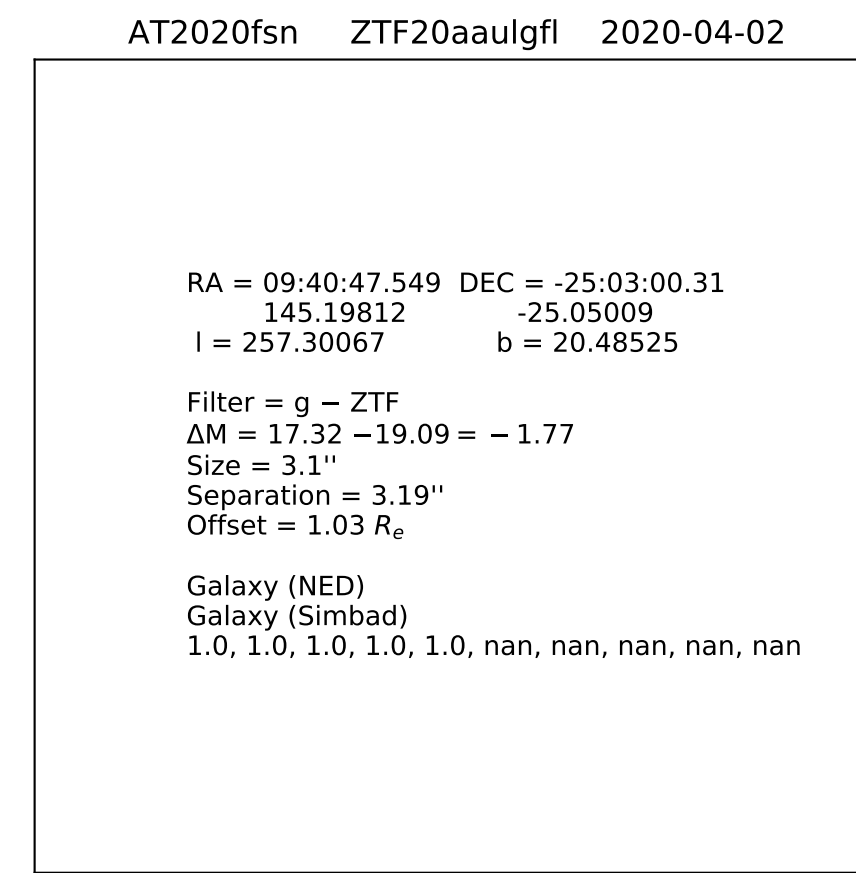 AT2020fsn ZTF20aaulgfl 2020-04-02
RA = 09:40:47.549 DEC = -25:03:00.31
145.19812 -25.05009
l = 257.30067 b = 20.48525
Filter = g − ZTF
ΔM = 17.32 −19.09 = − 1.77
Size = 3.1''
Separation = 3.19''
Offset = 1.03 Re
Galaxy (NED)
Galaxy (Simbad)
1.0, 1.0, 1.0, 1.0, 1.0, nan, nan, nan, nan, nan